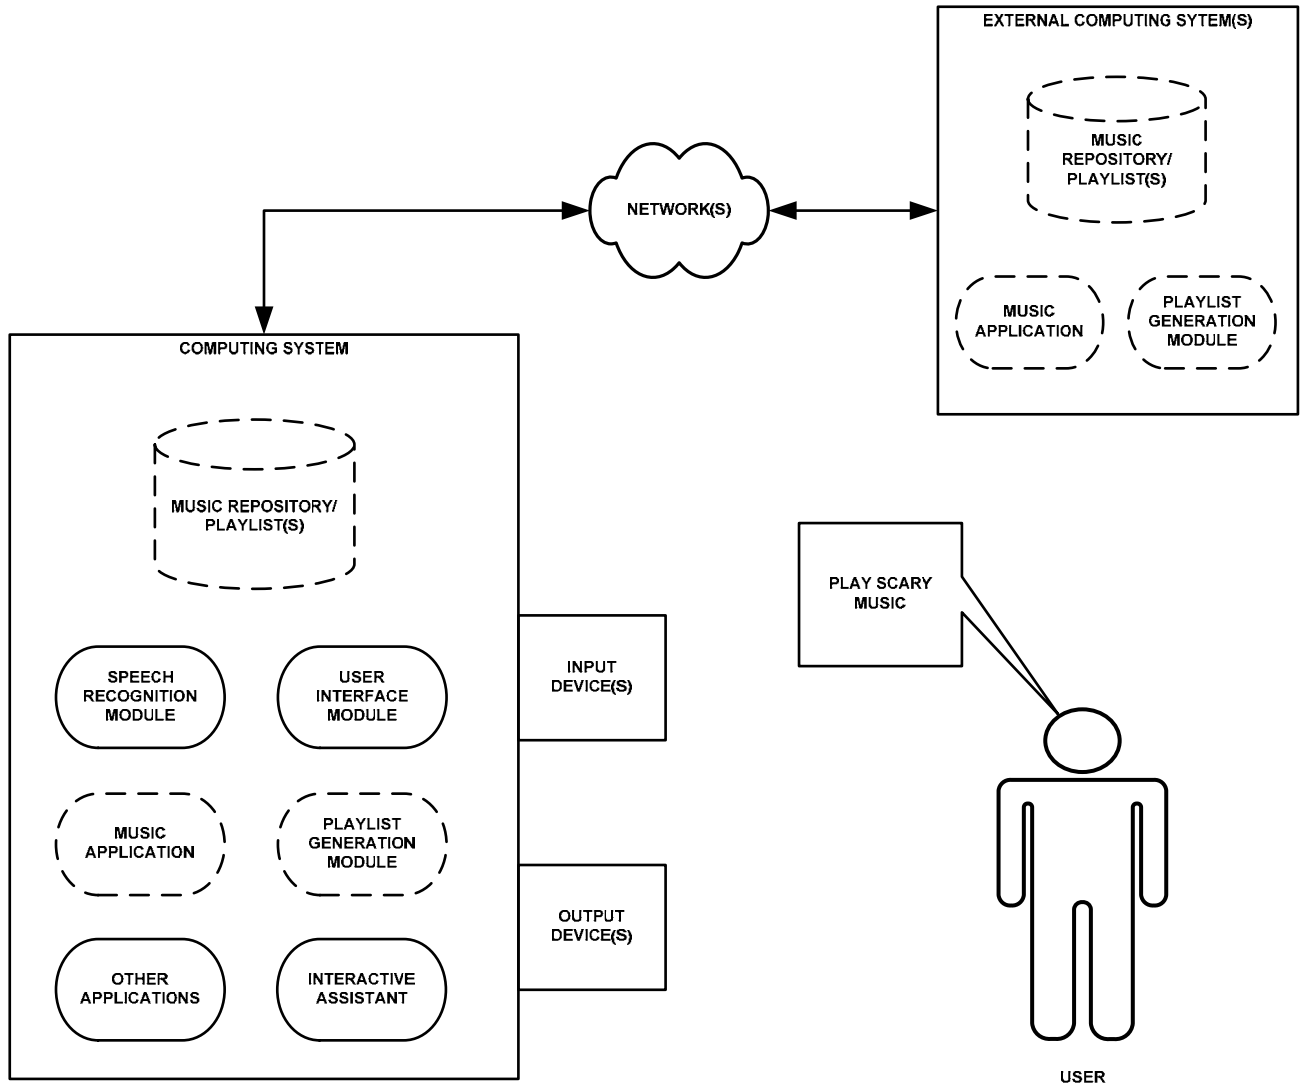 EXTERNAL COMPUTING SYTEM(S)
MUSIC
REPOSITORY/
PLAYLIST(S)
NETWORK(S)
MUSIC
APPLICATION
PLAYLIST
GENERATION
MODULE
COMPUTING SYSTEM
MUSIC REPOSITORY/
PLAYLIST(S)
PLAY SCARY
MUSIC
SPEECH
RECOGNITION
MODULE
USER
INTERFACE
MODULE
INPUT
DEVICE(S)
MUSIC
APPLICATION
PLAYLIST
GENERATION
MODULE
OUTPUT
DEVICE(S)
OTHER
APPLICATIONS
INTERACTIVE
ASSISTANT
USER